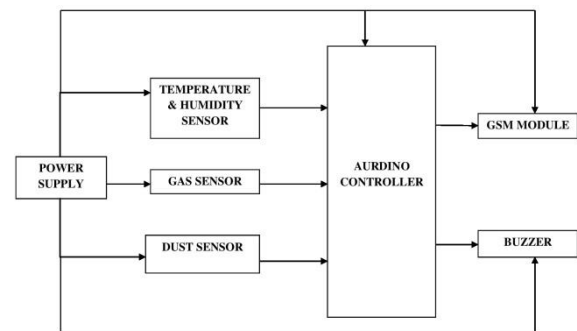 TEMPERATURE
& HUMIDITY
SENSOR
GSM MODULE
POWER
SUPPLY
GAS SENSOR
AURDINO
CONTROLLER
DUST SENSOR
BUZZER